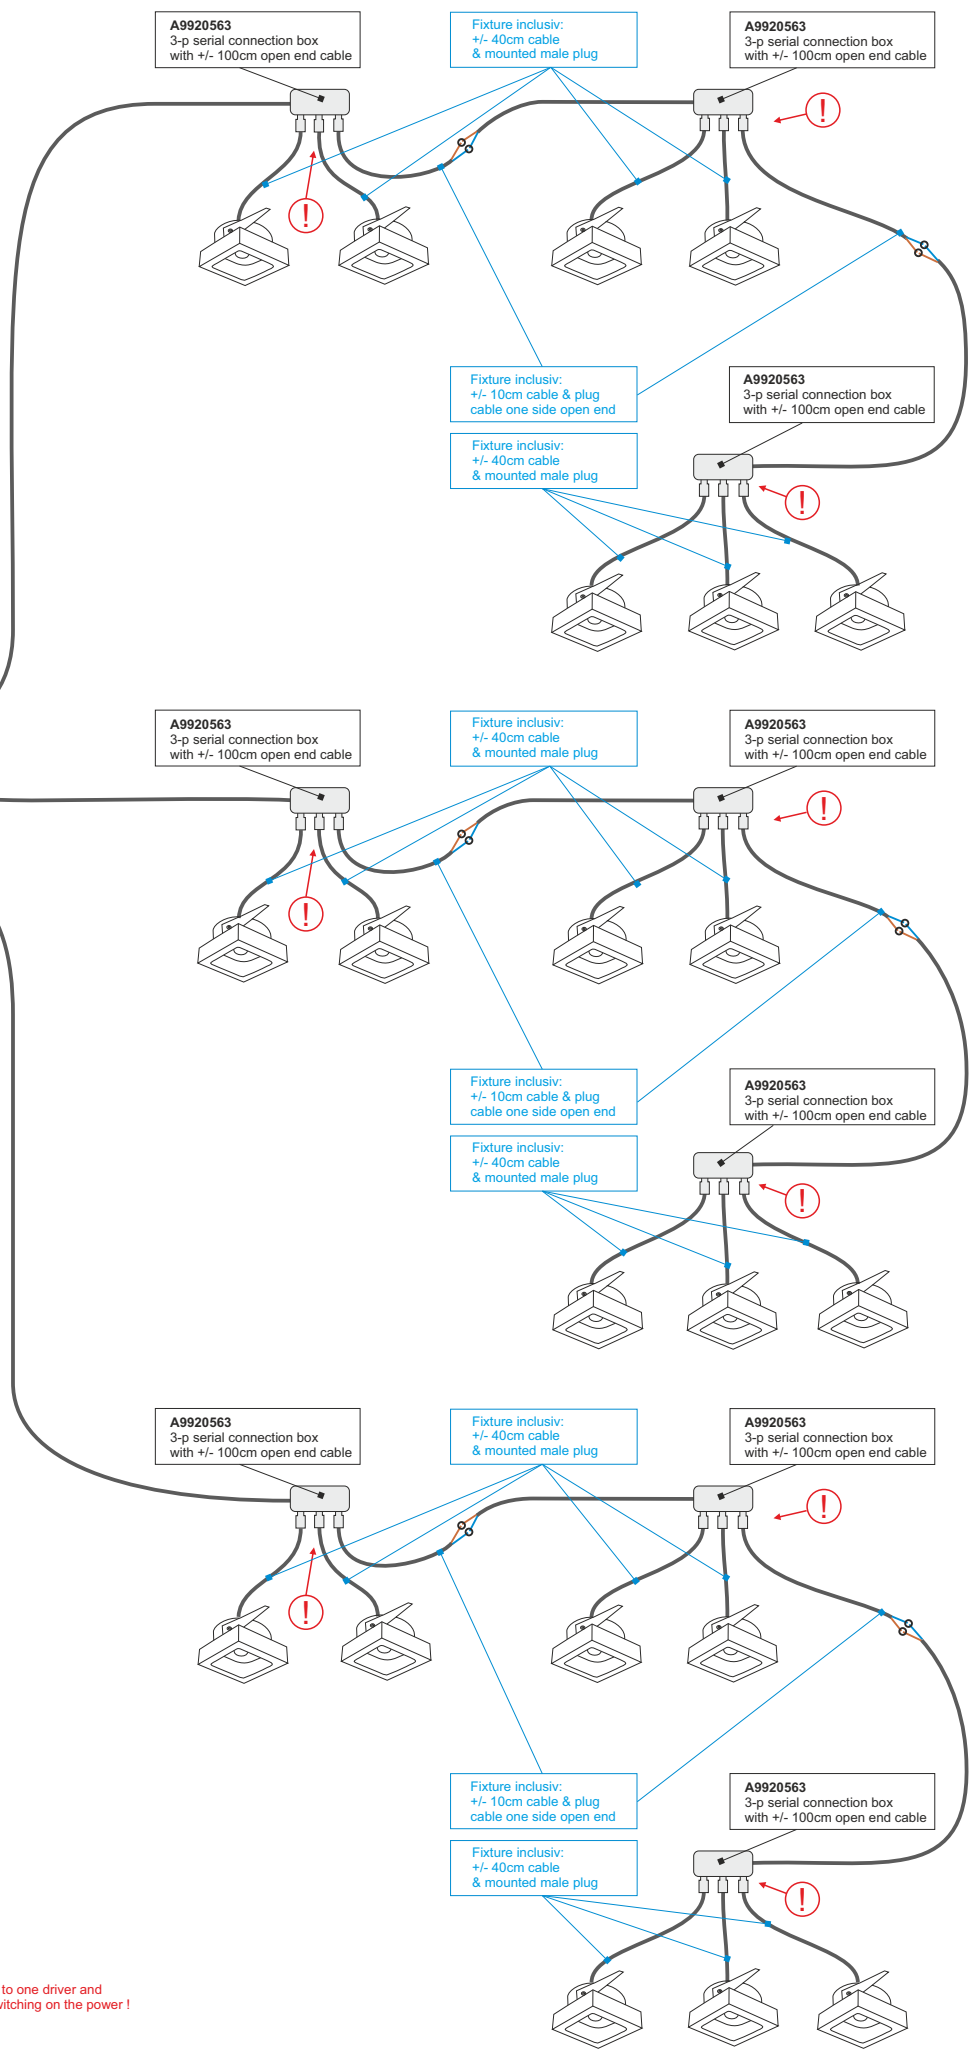 A9920563
3-p serial connection box
with +/- 100cm open end cable
Fixture inclusiv:
+/- 40cm cable
& mounted male plug
A9920563
3-p serial connection box
with +/- 100cm open end cable
!
!
Fixture inclusiv:
+/- 10cm cable & plug
cable one side open end
A9920563
3-p serial connection box
with +/- 100cm open end cable
Fixture inclusiv:
+/- 40cm cable
& mounted male plug
!
A9920563
3-p serial connection box
with +/- 100cm open end cable
Fixture inclusiv:
+/- 40cm cable
& mounted male plug
A9920563
3-p serial connection box
with +/- 100cm open end cable
!
!
Fixture inclusiv:
+/- 10cm cable & plug
cable one side open end
A9920563
3-p serial connection box
with +/- 100cm open end cable
Fixture inclusiv:
+/- 40cm cable
& mounted male plug
!
A9920563
3-p serial connection box
with +/- 100cm open end cable
Fixture inclusiv:
+/- 40cm cable
& mounted male plug
A9920563
3-p serial connection box
with +/- 100cm open end cable
!
!
Fixture inclusiv:
+/- 10cm cable & plug
cable one side open end
A9920563
3-p serial connection box
with +/- 100cm open end cable
Fixture inclusiv:
+/- 40cm cable
& mounted male plug
!
to one driver and
vitching on the power !